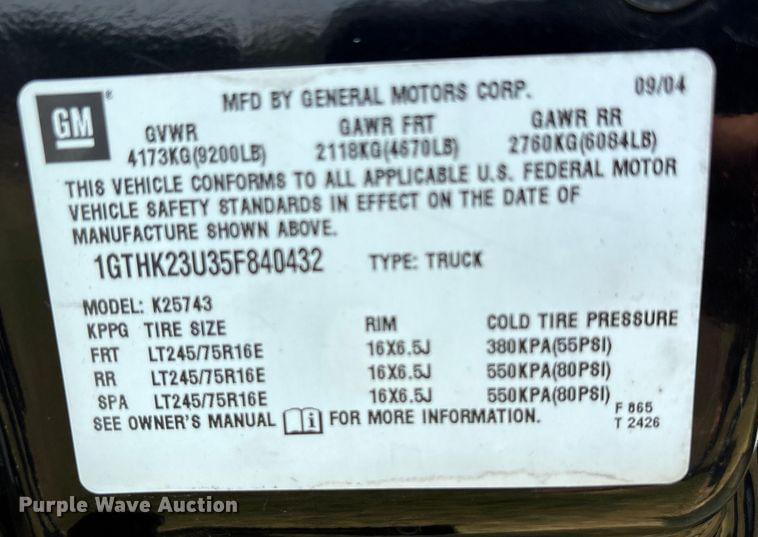 GM ®
MFD BY GENERAL MOTORS CORP. 09/04
GVWR GAWR FRT GAWR RR
4173KG(9200LB) 2118KG(4670LB) 2760KG(6084LB)
THIS VEHICLE CONFORMS TO ALL APPLICABLE U.S. FEDERAL MOTOR
VEHICLE SAFETY STANDARDS IN EFFECT ON THE DATE OF
MANUFACTURE SHOWN ABOVE.
1GTHK23U35F840432 TYPE: TRUCK
MODEL: K25743
KPPG TIRE SIZE RIM COLD TIRE PRESSURE
FRT LT245/75R16E 16X6.5J 380KPA(55PSI)
RR LT245/75R16E 16X6.5J 550KPA(80PSI)
SPA LT245/75R16E 16X6.5J 550KPA(80PSI)
SEE OWNER'S MANUAL i FOR MORE INFORMATION.
F 865
T 2426
Purple Wave Auction